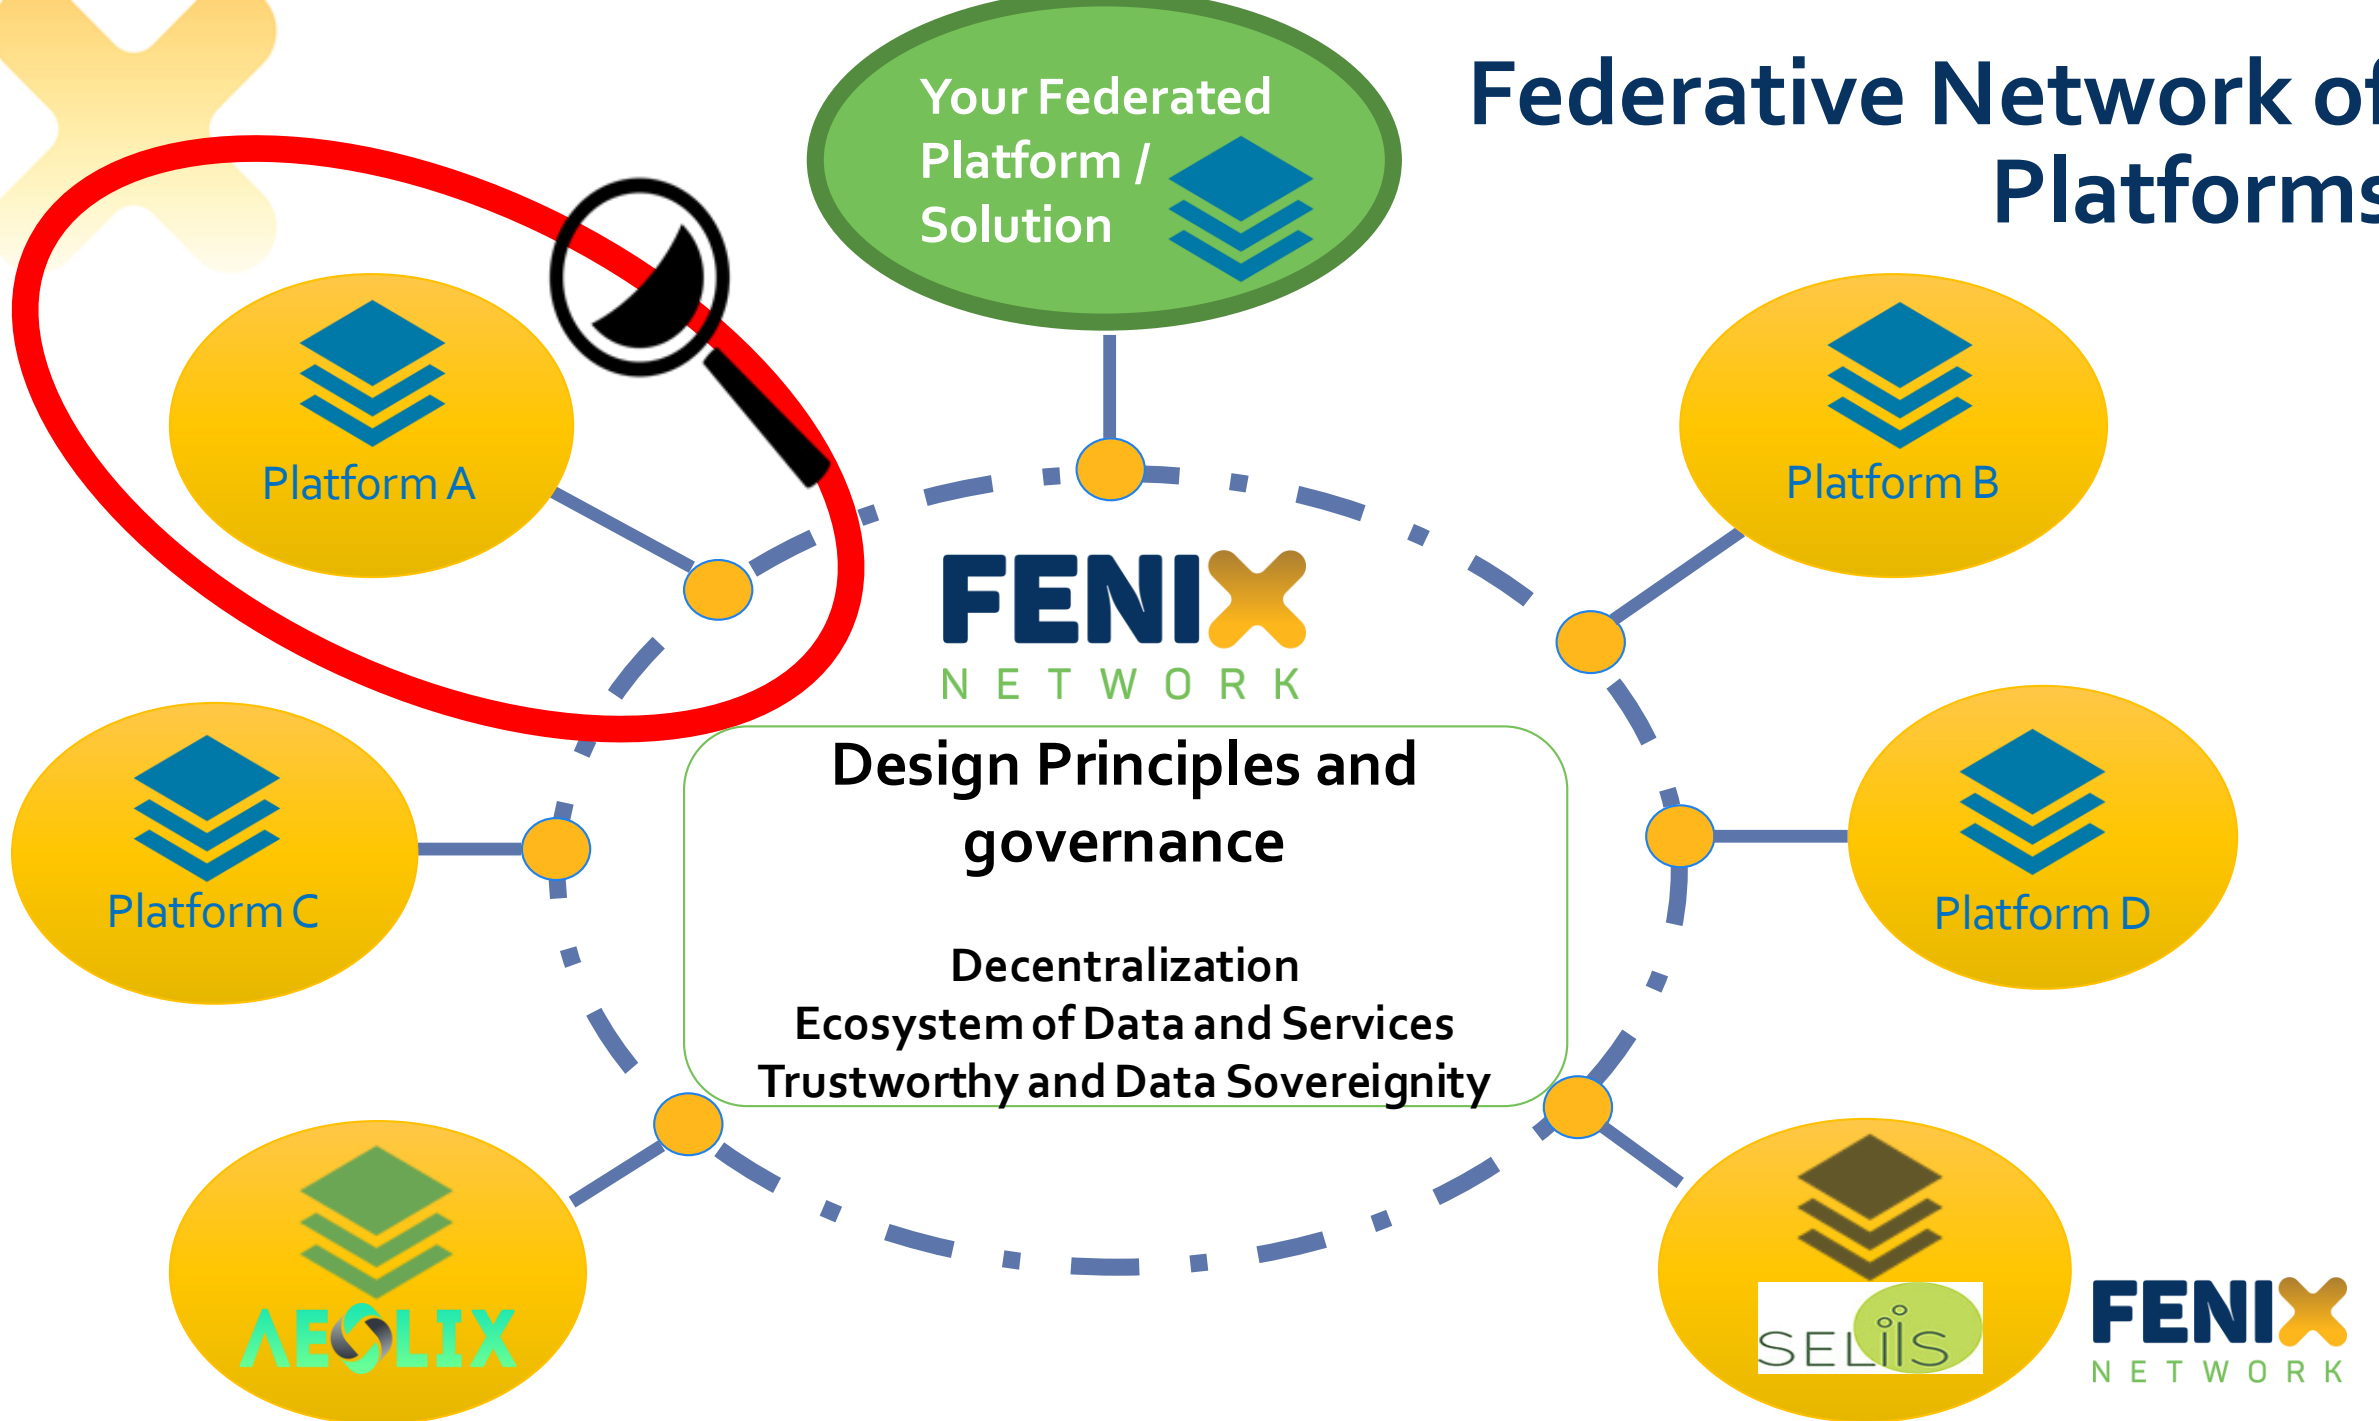 Federative Network of
Platforms
Your Federated
Platform /
Solution
Platform A
Platform B
FENIX
NETWORK
Design Principles and
governance
Decentralization
Ecosystem of Data and Services
Trustworthy and Data Sovereignity
Platform C
Platform D
AEOLIX
SELiiS
FENIX
NETWORK